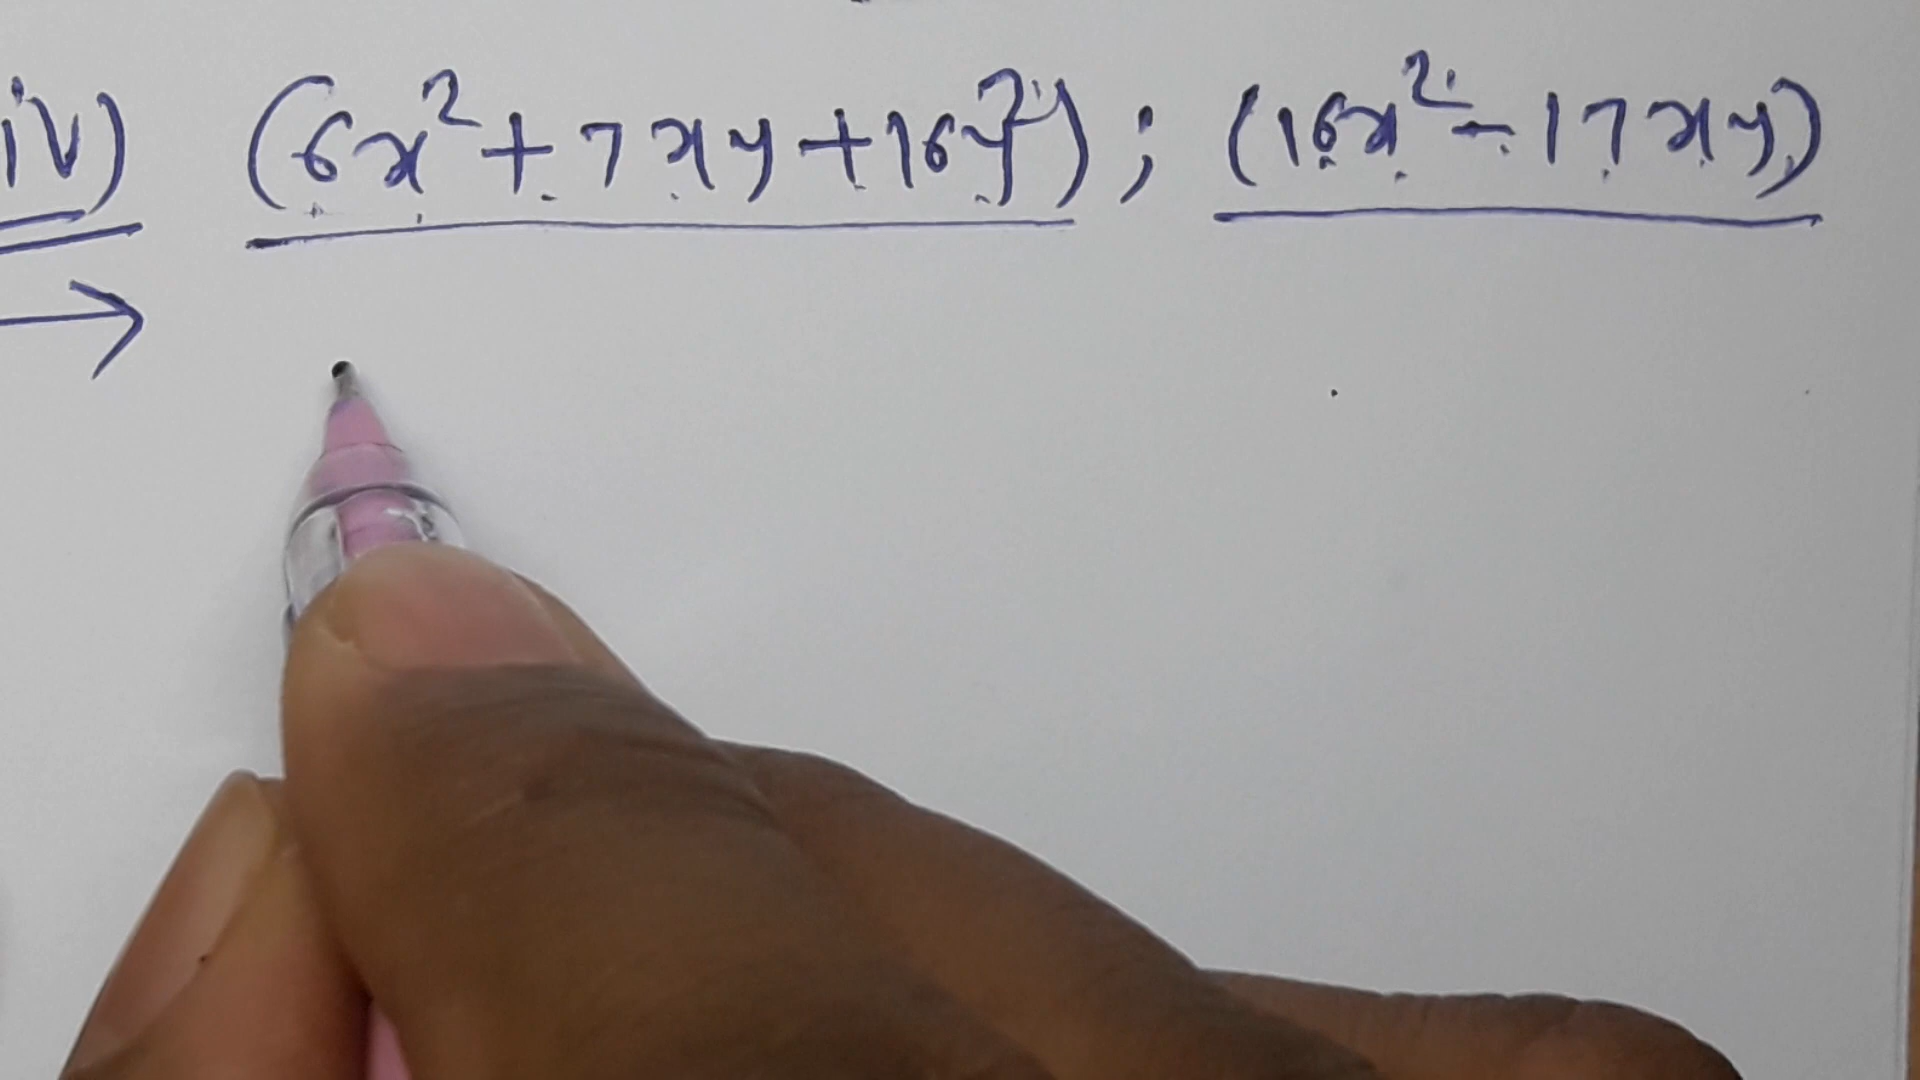 iv) (6x²+7xy+16y²) ; (16x²-17xy)
→